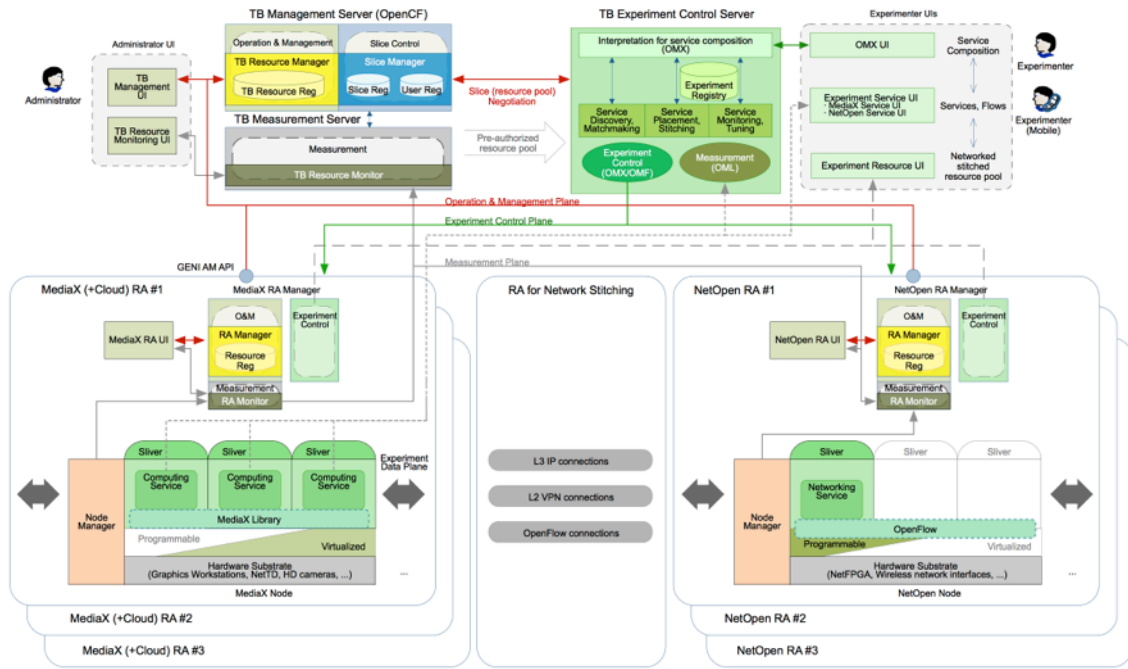 TB Management Server (OpenCF)
TB Experiment Control Server
Experimenter UIs
Administrator UI
Administrator
TB
Management
UI
TB Resource
Monitoring UI
Operation & Management
TB Resource Manager
TB Resource Reg
Slice Control
Slice Manager
Slice Reg
User Reg
TB Measurement Server
Measurement
TB Resource Monitor
Slice (resource pool)
Negotiation
Pre-authorized
resource pool
Interpretation for service composition
(OMX)
Experiment
Registry
Service
Discovery,
Matchmaking
Service
Placement,
Stitching
Service
Monitoring,
Tuning
Experiment
Control
(OMX/OMF)
Measurement
(OML)
OMX UI
Experiment Service UI
- MediaX Service UI
- NetOpen Service UI
Experiment Resource UI
Service
Composition
Services, Flows
Networked
stitched
resource pool
Experimenter
Experimenter
(Mobile)
Operation & Management Plane
Experiment Control Plane
Measurement Plane
GENI AM API
MediaX (+Cloud) RA #1
MediaX RA Manager
O&M
RA Manager
Resource
Reg
Measurement
RA Monitor
Experiment
Control
MediaX RA UI
Sliver
Sliver
Sliver
Computing
Service
Computing
Service
Computing
Service
MediaX Library
Experiment
Data Plane
Node
Manager
Programmable
Virtualized
Hardware Substrate
(Graphics Workstations, NetTD, HD cameras, ...)
...
MediaX Node
MediaX (+Cloud) RA #2
MediaX (+Cloud) RA #3
RA for Network Stitching
L3 IP connections
L2 VPN connections
OpenFlow connections
NetOpen RA #1
NetOpen RA Manager
O&M
RA Manager
Resource
Reg
Measurement
RA Monitor
Experiment
Control
NetOpen RA UI
Sliver
Sliver
Sliver
Networking
Service
OpenFlow
Node
Manager
Programmable
Virtualized
Hardware Substrate
(NetFPGA, Wireless network interfaces, ...)
...
NetOpen Node
NetOpen RA #2
NetOpen RA #3